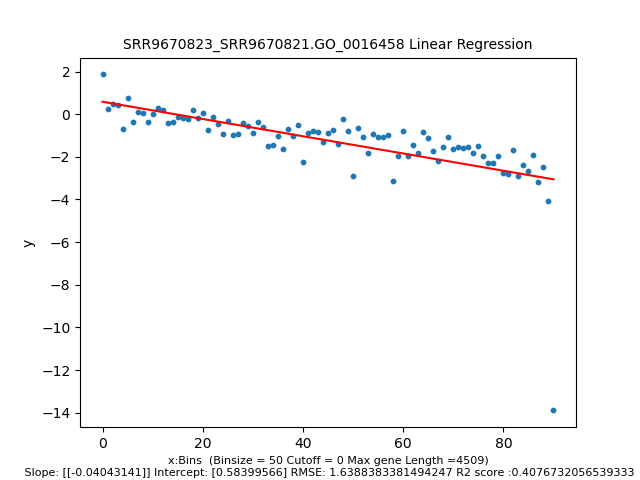 SRR9670823_SRR9670821.GO_0016458 Linear Regression
2
0
−2
−4
−6
−8
−10
−12
−14
y
0 20 40 60 80
x:Bins (Binsize = 50 Cutoff = 0 Max gene Length =4509)
Slope: [[-0.04043141]] Intercept: [0.58399566] RMSE: 1.6388383381494247 R2 score :0.4076732056539333